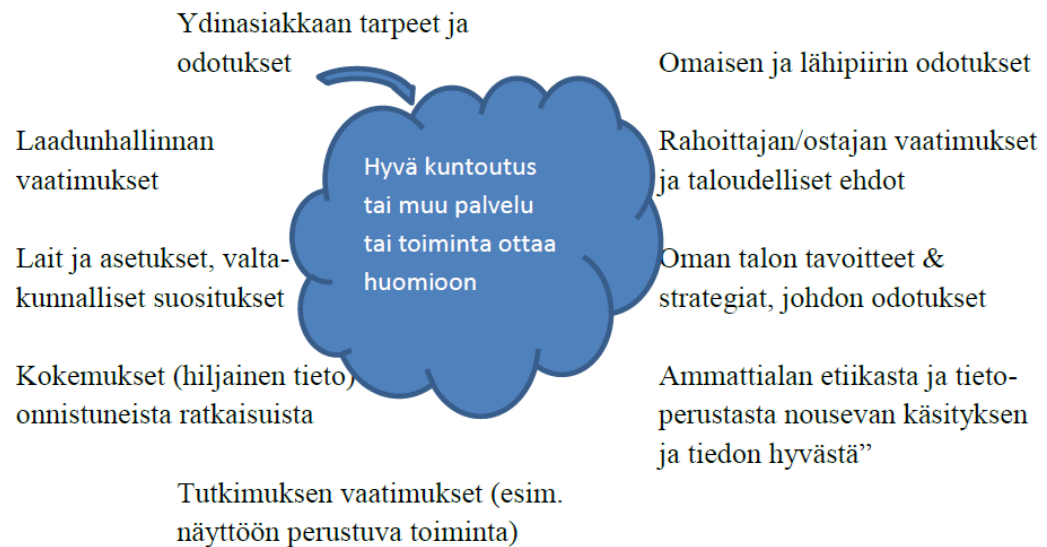 Ydinasiakkaan tarpeet ja
odotukset
Omaisen ja lähipiirin odotukset
Laadunhallinnan
vaatimukset
Hyvä kuntoutus
tai muu palvelu
tai toiminta ottaa
huomioon
Rahoittajan/ostajan vaatimukset
ja taloudelliset ehdot
Lait ja asetukset, valta-
kunnalliset suositukset
Oman talon tavoitteet &
strategiat, johdon odotukset
Kokemukset (hiljainen tieto)
onnistuneista ratkaisuista
Ammattialan etiikasta ja tieto-
perustasta nousevan käsityksen
ja tiedon hyvästä”
Tutkimuksen vaatimukset (esim.
näyttöön perustuva toiminta)